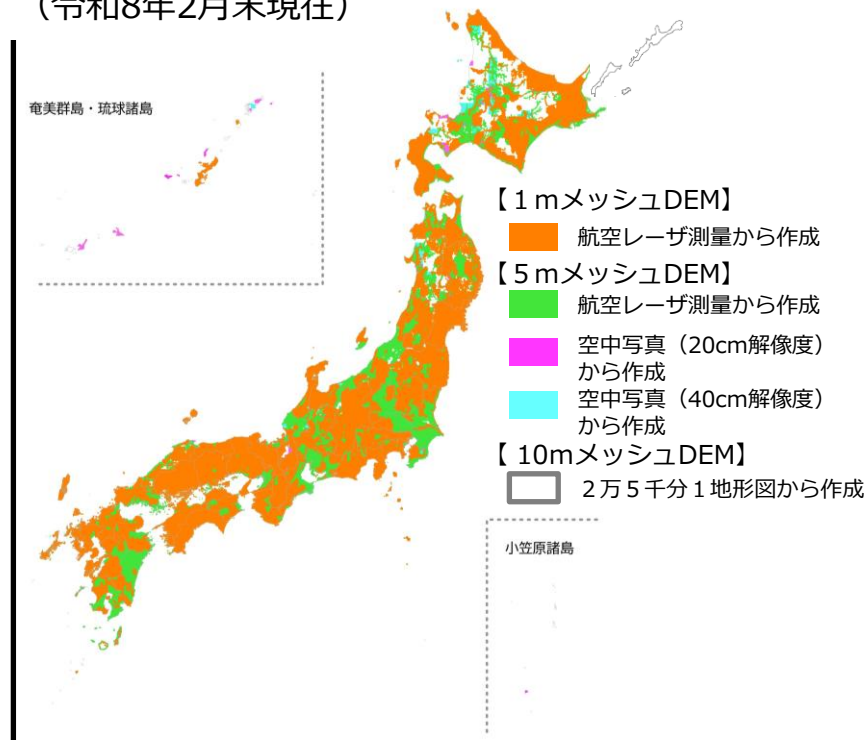 （令和8年2月末現在）
奄美群島・琉球諸島
【１ｍメッシュDEM】
航空レーザ測量から作成
【５ｍメッシュDEM】
航空レーザ測量から作成
空中写真（20cm解像度）
から作成
空中写真（40cm解像度）
から作成
【 10mメッシュDEM】
２万５千分１地形図から作成
小笠原諸島